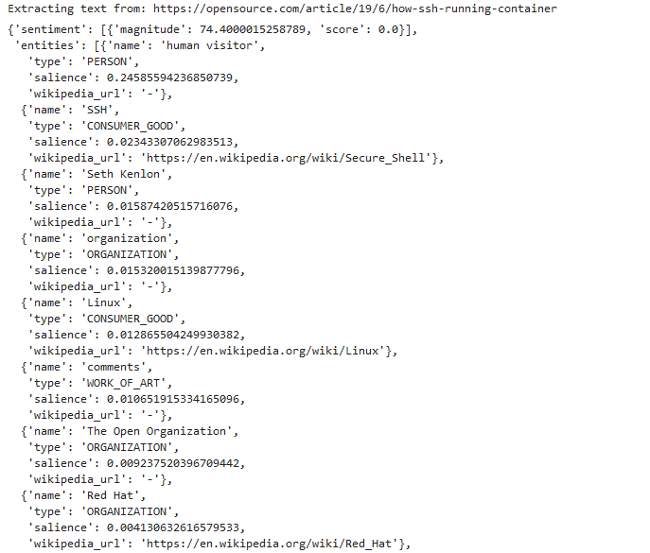 Extracting text from: https://opensource.com/article/19/6/how-ssh-running-container
{'sentiment': [{'magnitude': 74.4000015258789, 'score': 0.0}],
'entities': [{'name': 'human visitor',
'type': 'PERSON',
'salience': 0.24585594236850739,
'wikipedia_url': '-'},
{'name': 'SSH',
'type': 'CONSUMER_GOOD',
'salience': 0.02343307062983513,
'wikipedia_url': 'https://en.wikipedia.org/wiki/Secure_Shell'},
{'name': 'Seth Kenlon',
'type': 'PERSON',
'salience': 0.01587420515716076,
'wikipedia_url': '-'},
{'name': 'organization',
'type': 'ORGANIZATION',
'salience': 0.015320015139877796,
'wikipedia_url': '-'},
{'name': 'Linux',
'type': 'CONSUMER_GOOD',
'salience': 0.012865504249930382,
'wikipedia_url': 'https://en.wikipedia.org/wiki/Linux'},
{'name': 'comments',
'type': 'WORK_OF_ART',
'salience': 0.010651915334165096,
'wikipedia_url': '-'},
{'name': 'The Open Organization',
'type': 'ORGANIZATION',
'salience': 0.009237520396709442,
'wikipedia_url': '-'},
{'name': 'Red Hat',
'type': 'ORGANIZATION',
'salience': 0.004130632616579533,
'wikipedia_url': 'https://en.wikipedia.org/wiki/Red_Hat'},